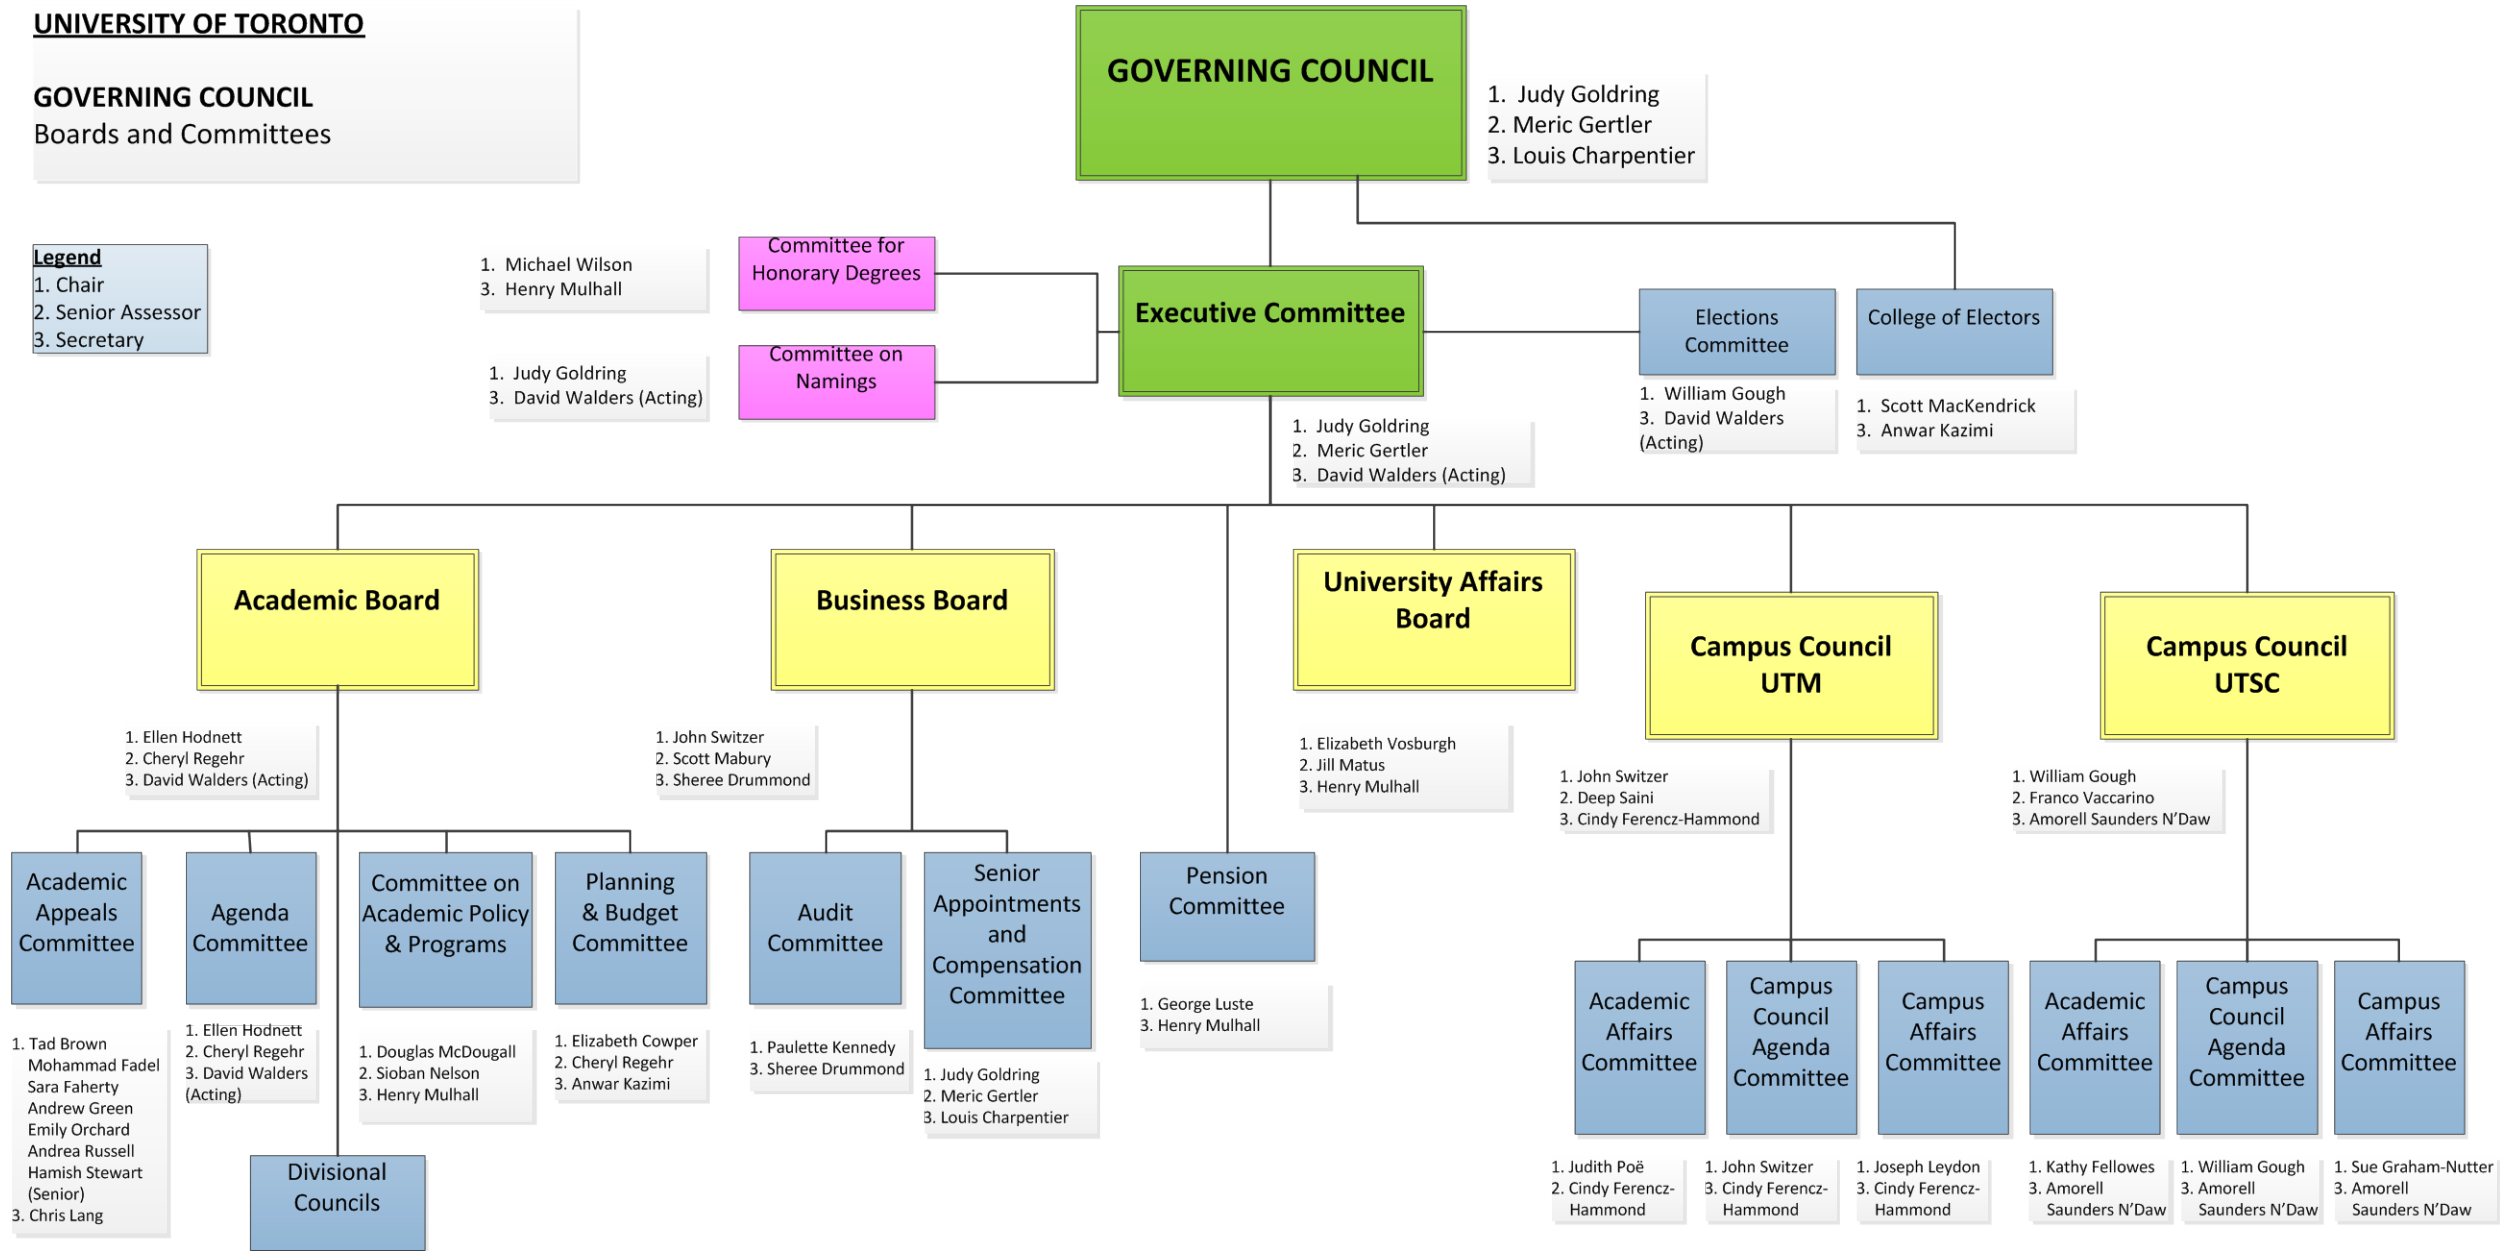 UNIVERSITY OF TORONTO
GOVERNING COUNCIL
Boards and Committees
GOVERNING COUNCIL
1. Judy Goldring
2. Meric Gertler
3. Louis Charpentier
Legend
1. Chair
2. Senior Assessor
3. Secretary
1. Michael Wilson
3. Henry Mulhall
Committee for
Honorary Degrees
1. Judy Goldring
3. David Walders (Acting)
Committee on
Namings
Executive Committee
1. Judy Goldring
2. Meric Gertler
3. David Walders (Acting)
Elections
Committee
1. William Gough
3. David Walders
(Acting)
College of Electors
1. Scott MacKendrick
3. Anwar Kazimi
Academic Board
1. Ellen Hodnett
2. Cheryl Regehr
3. David Walders (Acting)
Business Board
1. John Switzer
2. Scott Mabury
3. Sheree Drummond
University Affairs
Board
1. Elizabeth Vosburgh
2. Jill Matus
3. Henry Mulhall
Campus Council
UTM
1. John Switzer
2. Deep Saini
3. Cindy Ferencz-Hammond
Campus Council
UTSC
1. William Gough
2. Franco Vaccarino
3. Amorell Saunders N’Daw
Academic
Appeals
Committee
1. Tad Brown
Mohammad Fadel
Sara Faherty
Andrew Green
Emily Orchard
Andrea Russell
Hamish Stewart
(Senior)
3. Chris Lang
Agenda
Committee
1. Ellen Hodnett
2. Cheryl Regehr
3. David Walders
(Acting)
Committee on
Academic Policy
& Programs
1. Douglas McDougall
2. Sioban Nelson
3. Henry Mulhall
Planning
& Budget
Committee
1. Elizabeth Cowper
2. Cheryl Regehr
3. Anwar Kazimi
Divisional
Councils
Audit
Committee
1. Paulette Kennedy
3. Sheree Drummond
Senior
Appointments
and
Compensation
Committee
1. Judy Goldring
2. Meric Gertler
3. Louis Charpentier
Pension
Committee
1. George Luste
3. Henry Mulhall
Academic
Affairs
Committee
1. Judith Poë
2. Cindy Ferencz-
Hammond
Campus
Council
Agenda
Committee
1. John Switzer
3. Cindy Ferencz-
Hammond
Campus
Affairs
Committee
1. Joseph Leydon
3. Cindy Ferencz-
Hammond
Academic
Affairs
Committee
1. Kathy Fellowes
3. Amorell
Saunders N’Daw
Campus
Council
Agenda
Committee
1. William Gough
3. Amorell
Saunders N’Daw
Campus
Affairs
Committee
1. Sue Graham-Nutter
3. Amorell
Saunders N’Daw